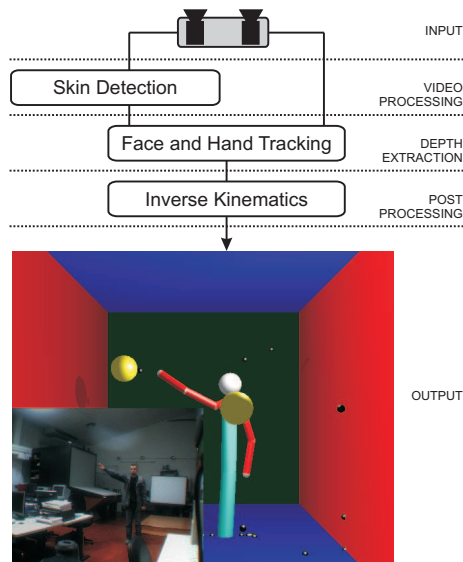 INPUT
Skin Detection
VIDEO
PROCESSING
Face and Hand Tracking
DEPTH
EXTRACTION
Inverse Kinematics
POST
PROCESSING
OUTPUT